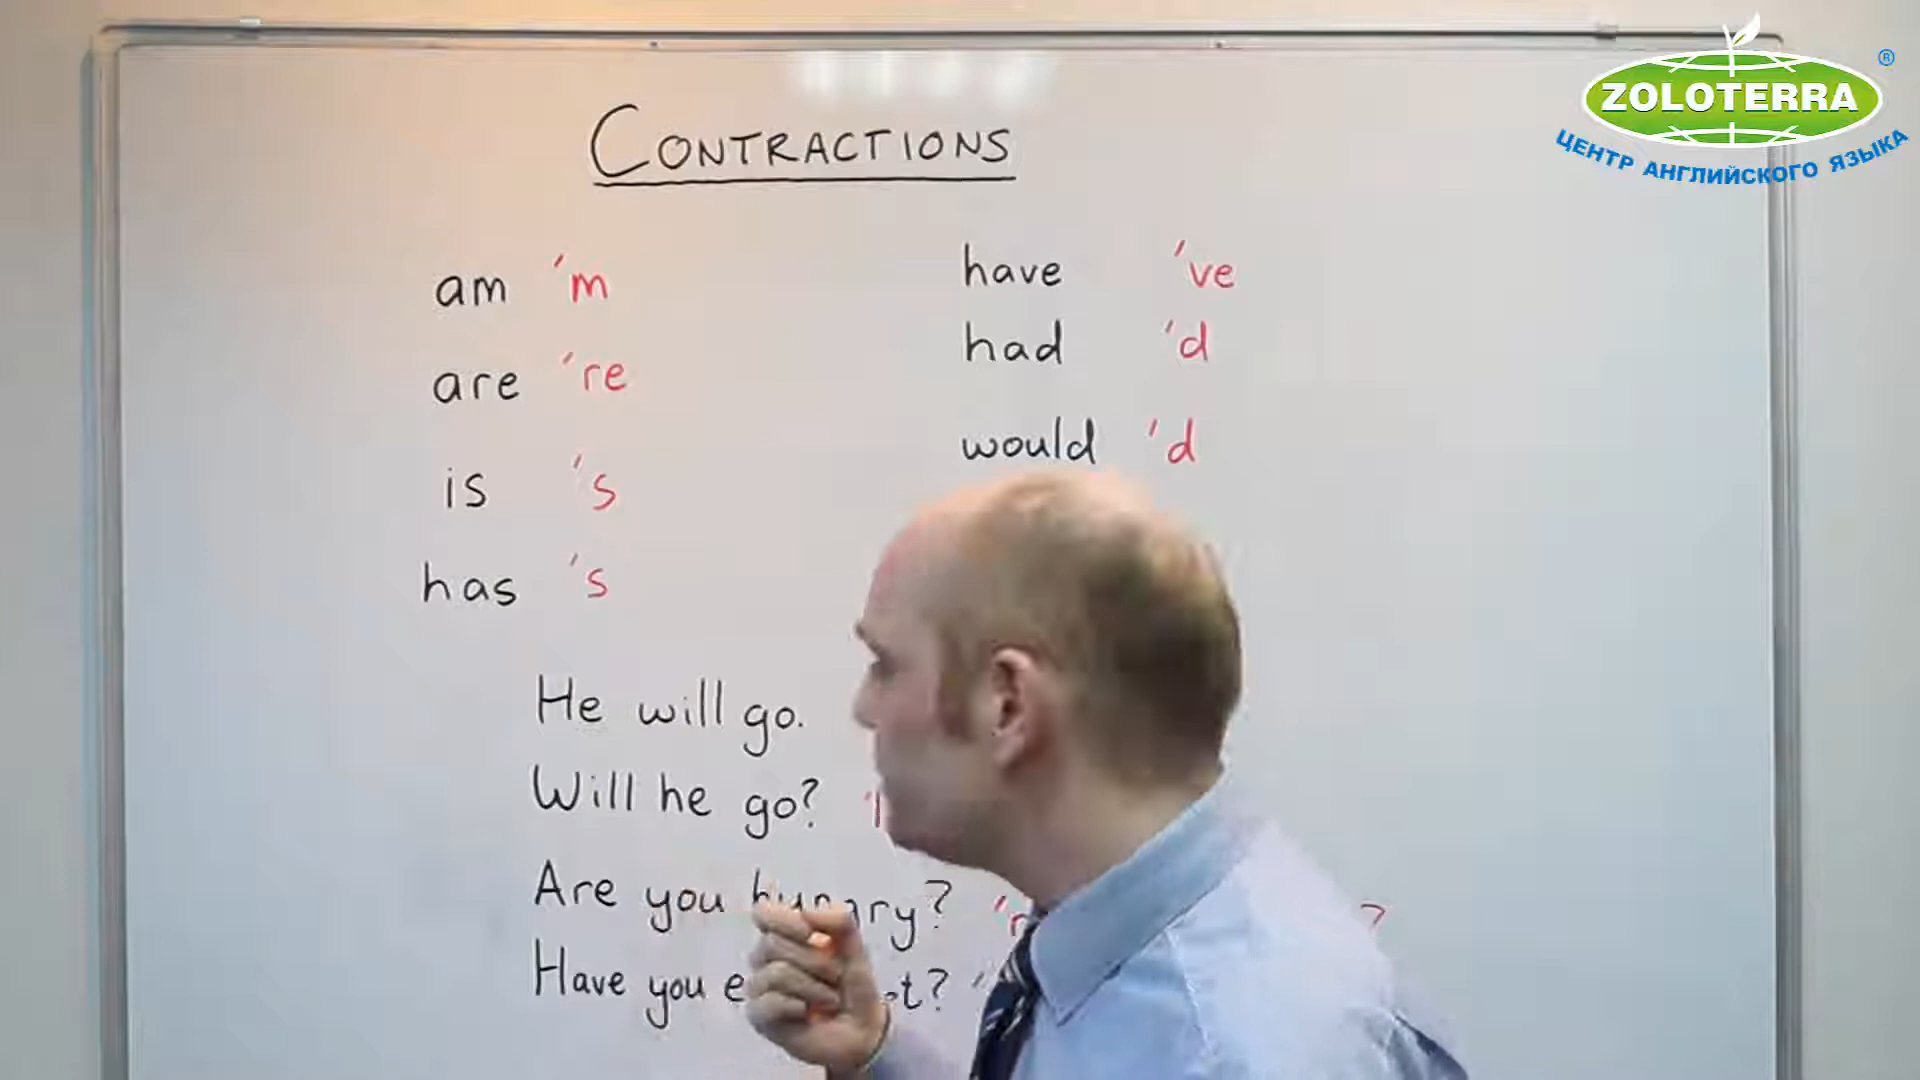 ZOLOTERRA ®
ЦЕНТР АНГЛИЙСКОГО ЯЗЫКА
CONTRACTIONS
am 'm
are 're
is 's
has 's
have 've
had 'd
would 'd
He will go.
Will he go?
Are you hungry?
Have you